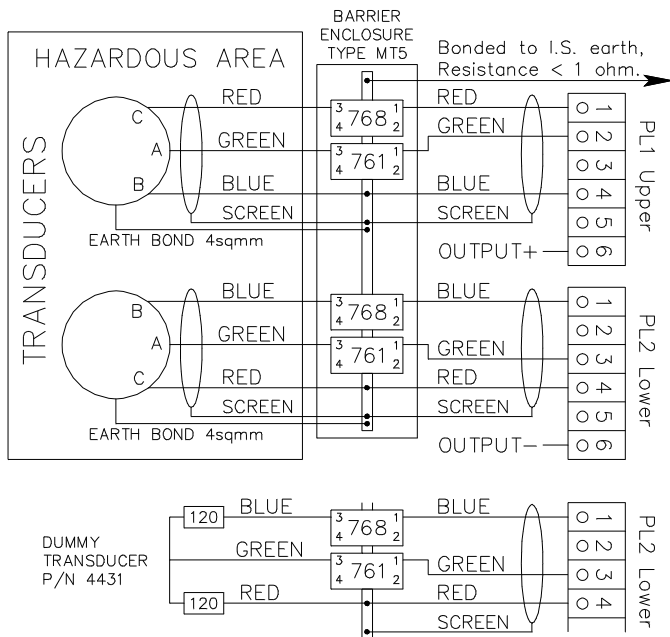 BARRIER
ENCLOSURE
TYPE MT5
Bonded to I.S. earth,
Resistance < 1 ohm.
HAZARDOUS AREA
TRANSDUCERS
C RED 3 4 768 1 2 RED 1
A GREEN 3 4 761 1 2 GREEN 2
3
B BLUE BLUE 4
SCREEN SCREEN 5
EARTH BOND 4sqmm
OUTPUT+ 6
PL1 Upper
B BLUE 3 4 768 1 2 BLUE 1
2
A GREEN 3 4 761 1 2 GREEN 3
C RED RED 4
SCREEN SCREEN 5
EARTH BOND 4sqmm
OUTPUT- 6
PL2 Lower
DUMMY
TRANSDUCER
P/N 4431
120 BLUE 3 4 768 1 2 BLUE 1
2
GREEN 3 4 761 1 2 GREEN 3
120 RED RED 4
SCREEN
PL2 Lower